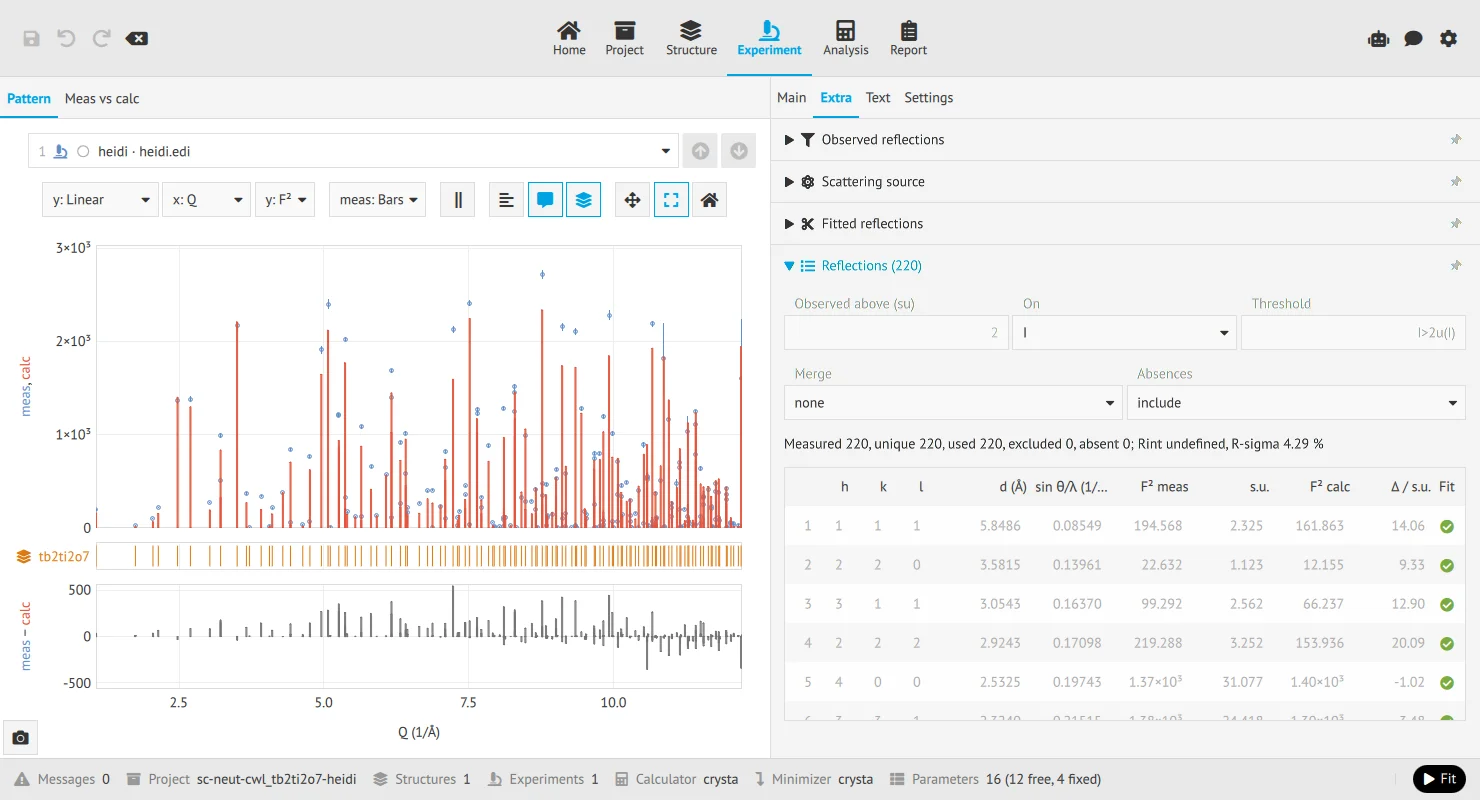 Home Project Structure Experiment Analysis Report
Pattern Meas vs calc
Main Extra Text Settings
1 heidi · heidi.edi
y: Linear x: Q y: F² meas: Bars
3×10³
2×10³
1×10³
0
meas, calc
tb2ti2o7
500
0
-500
meas – calc
2.5 5.0 7.5 10.0
Q (1/Å)
Observed reflections
Scattering source
Fitted reflections
Reflections (220)
Observed above (su) On Threshold
2 I I>2u(I)
Merge Absences
none include
Measured 220, unique 220, used 220, excluded 0, absent 0; Rint undefined, R-sigma 4.29 %
h k l d (Å) sin θ/λ (1/... F² meas s.u. F² calc Δ / s.u. Fit
1 1 1 1 5.8486 0.08549 194.568 2.325 161.863 14.06
2 2 2 0 3.5815 0.13961 22.632 1.123 12.155 9.33
3 3 1 1 3.0543 0.16370 99.292 2.562 66.237 12.90
4 2 2 2 2.9243 0.17098 219.288 3.252 153.936 20.09
5 4 0 0 2.5325 0.19743 1.37×10³ 31.077 1.40×10³ -1.02
Messages 0 Project sc-neut-cwl_tb2ti2o7-heidi Structures 1 Experiments 1 Calculator crysta Minimizer crysta Parameters 16 (12 free, 4 fixed) Fit